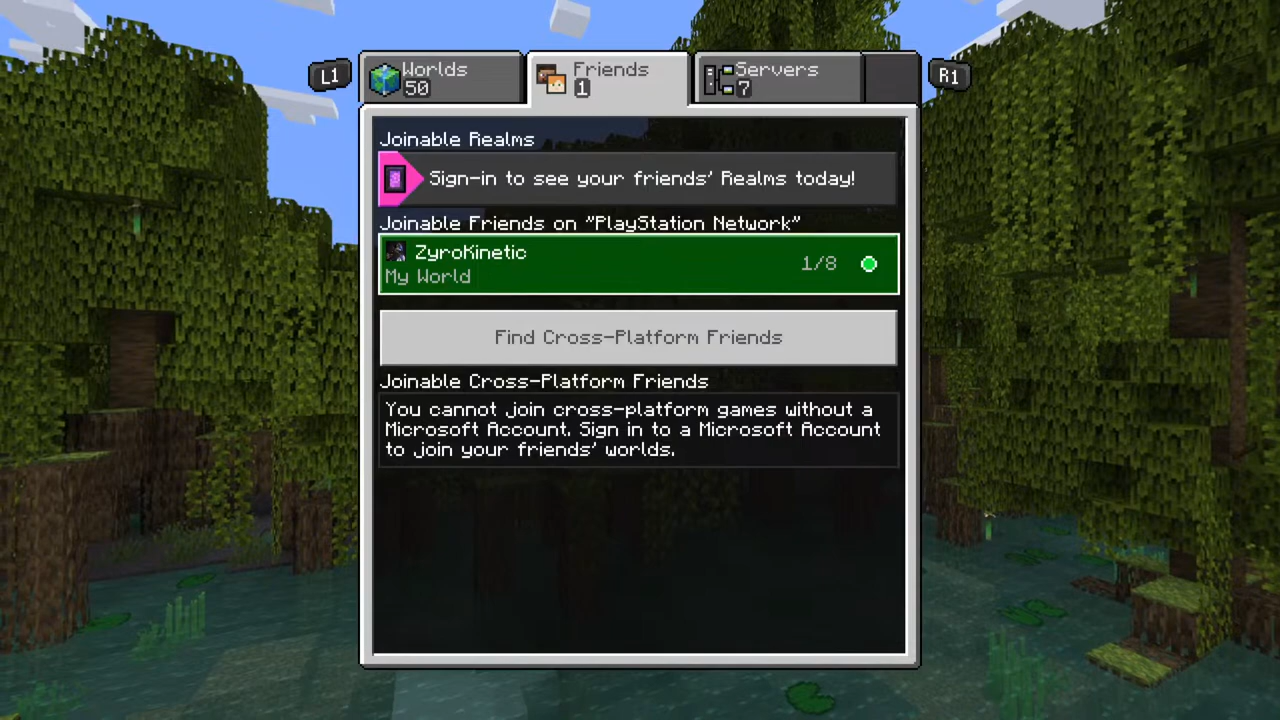 L1
Worlds
50
Friends
1
Servers
7
R1
Joinable Realms
Sign-in to see your friends' Realms today!
Joinable Friends on "PlayStation Network"
ZyroKinetic
My World
1/8
Find Cross-Platform Friends
Joinable Cross-Platform Friends
You cannot join cross-platform games without a
Microsoft Account. Sign in to a Microsoft Account
to join your friends' worlds.